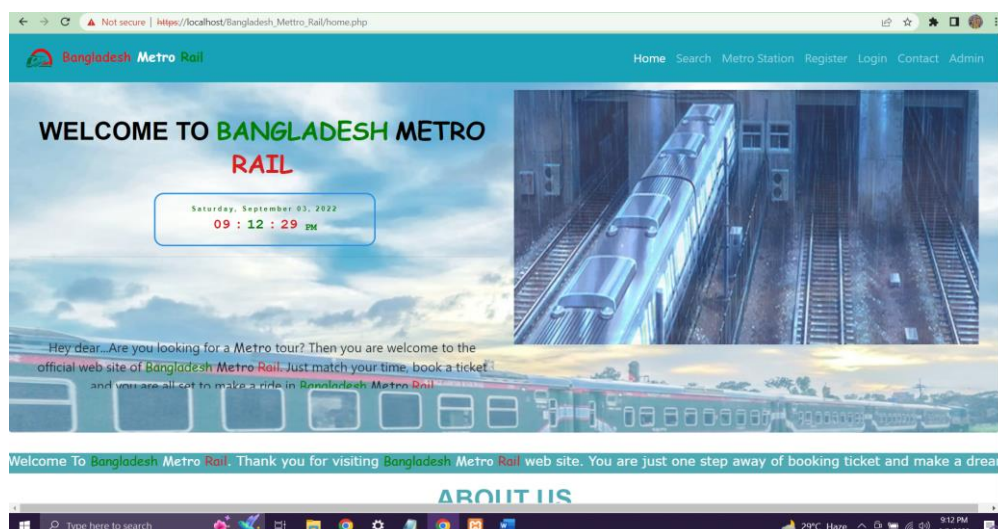 Not secure | https://localhost/Bangladesh_Mettro_Rail/home.php
Bangladesh Metro Rail
Home Search Metro Station Register Login Contact Admin
WELCOME TO BANGLADESH METRO
RAIL
Saturday, September 03, 2022
09 : 12 : 29 PM
Hey dear...Are you looking for a Metro tour? Then you are welcome to the
official web site of Bangladesh Metro Rail. Just match your time, book a ticket
and you are all set to make a ride in Bangladesh Metro Rail
Welcome To Bangladesh Metro Rail. Thank you for visiting Bangladesh Metro Rail web site. You are just one step away of booking ticket and make a drea
ABOUT US
Type here to search
29°C Haze
9:12 PM